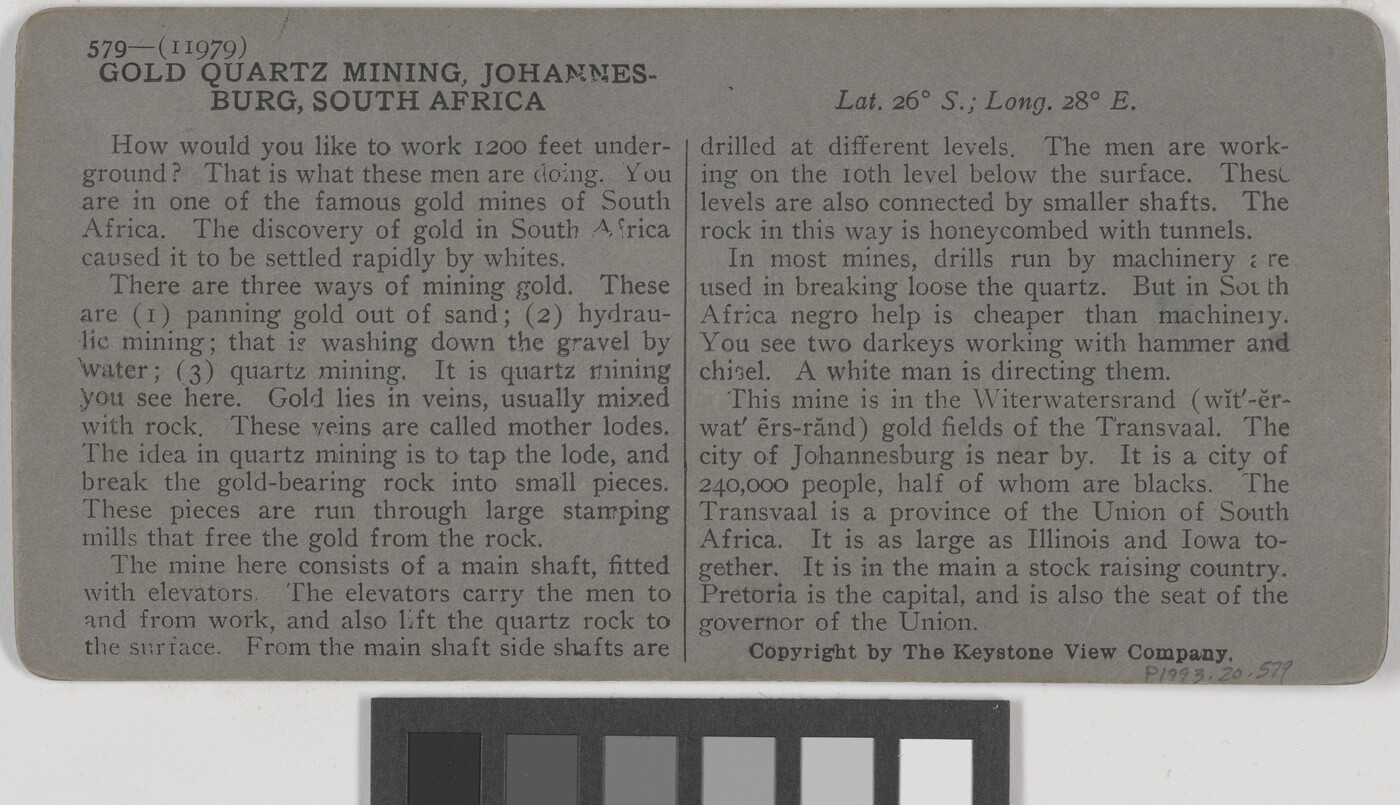 579—(11979)
GOLD QUARTZ MINING, JOHANNES-
BURG, SOUTH AFRICA
How would you like to work 1200 feet under-
ground? That is what these men are doing. You
are in one of the famous gold mines of South
Africa. The discovery of gold in South Africa
caused it to be settled rapidly by whites.
There are three ways of mining gold. These
are (1) panning gold out of sand; (2) hydrau-
lic mining; that is washing down the gravel by
water; (3) quartz mining. It is quartz mining
you see here. Gold lies in veins, usually mixed
with rock. These veins are called mother lodes.
The idea in quartz mining is to tap the lode, and
break the gold-bearing rock into small pieces.
These pieces are run through large stamping
mills that free the gold from the rock.
The mine here consists of a main shaft, fitted
with elevators. The elevators carry the men to
and from work, and also lift the quartz rock to
the surface. From the main shaft side shafts are
Lat. 26° S.; Long. 28° E.
drilled at different levels. The men are work-
ing on the 10th level below the surface. These
levels are also connected by smaller shafts. The
rock in this way is honeycombed with tunnels.
In most mines, drills run by machinery are
used in breaking loose the quartz. But in South
Africa negro help is cheaper than machinery.
You see two darkeys working with hammer and
chisel. A white man is directing them.
This mine is in the Witerwatersrand (wĭt′-ĕr-
wat′ ẽrs-rănd) gold fields of the Transvaal. The
city of Johannesburg is near by. It is a city of
240,000 people, half of whom are blacks. The
Transvaal is a province of the Union of South
Africa. It is as large as Illinois and Iowa to-
gether. It is in the main a stock raising country.
Pretoria is the capital, and is also the seat of the
governor of the Union.
Copyright by The Keystone View Company.
P1993.20.579